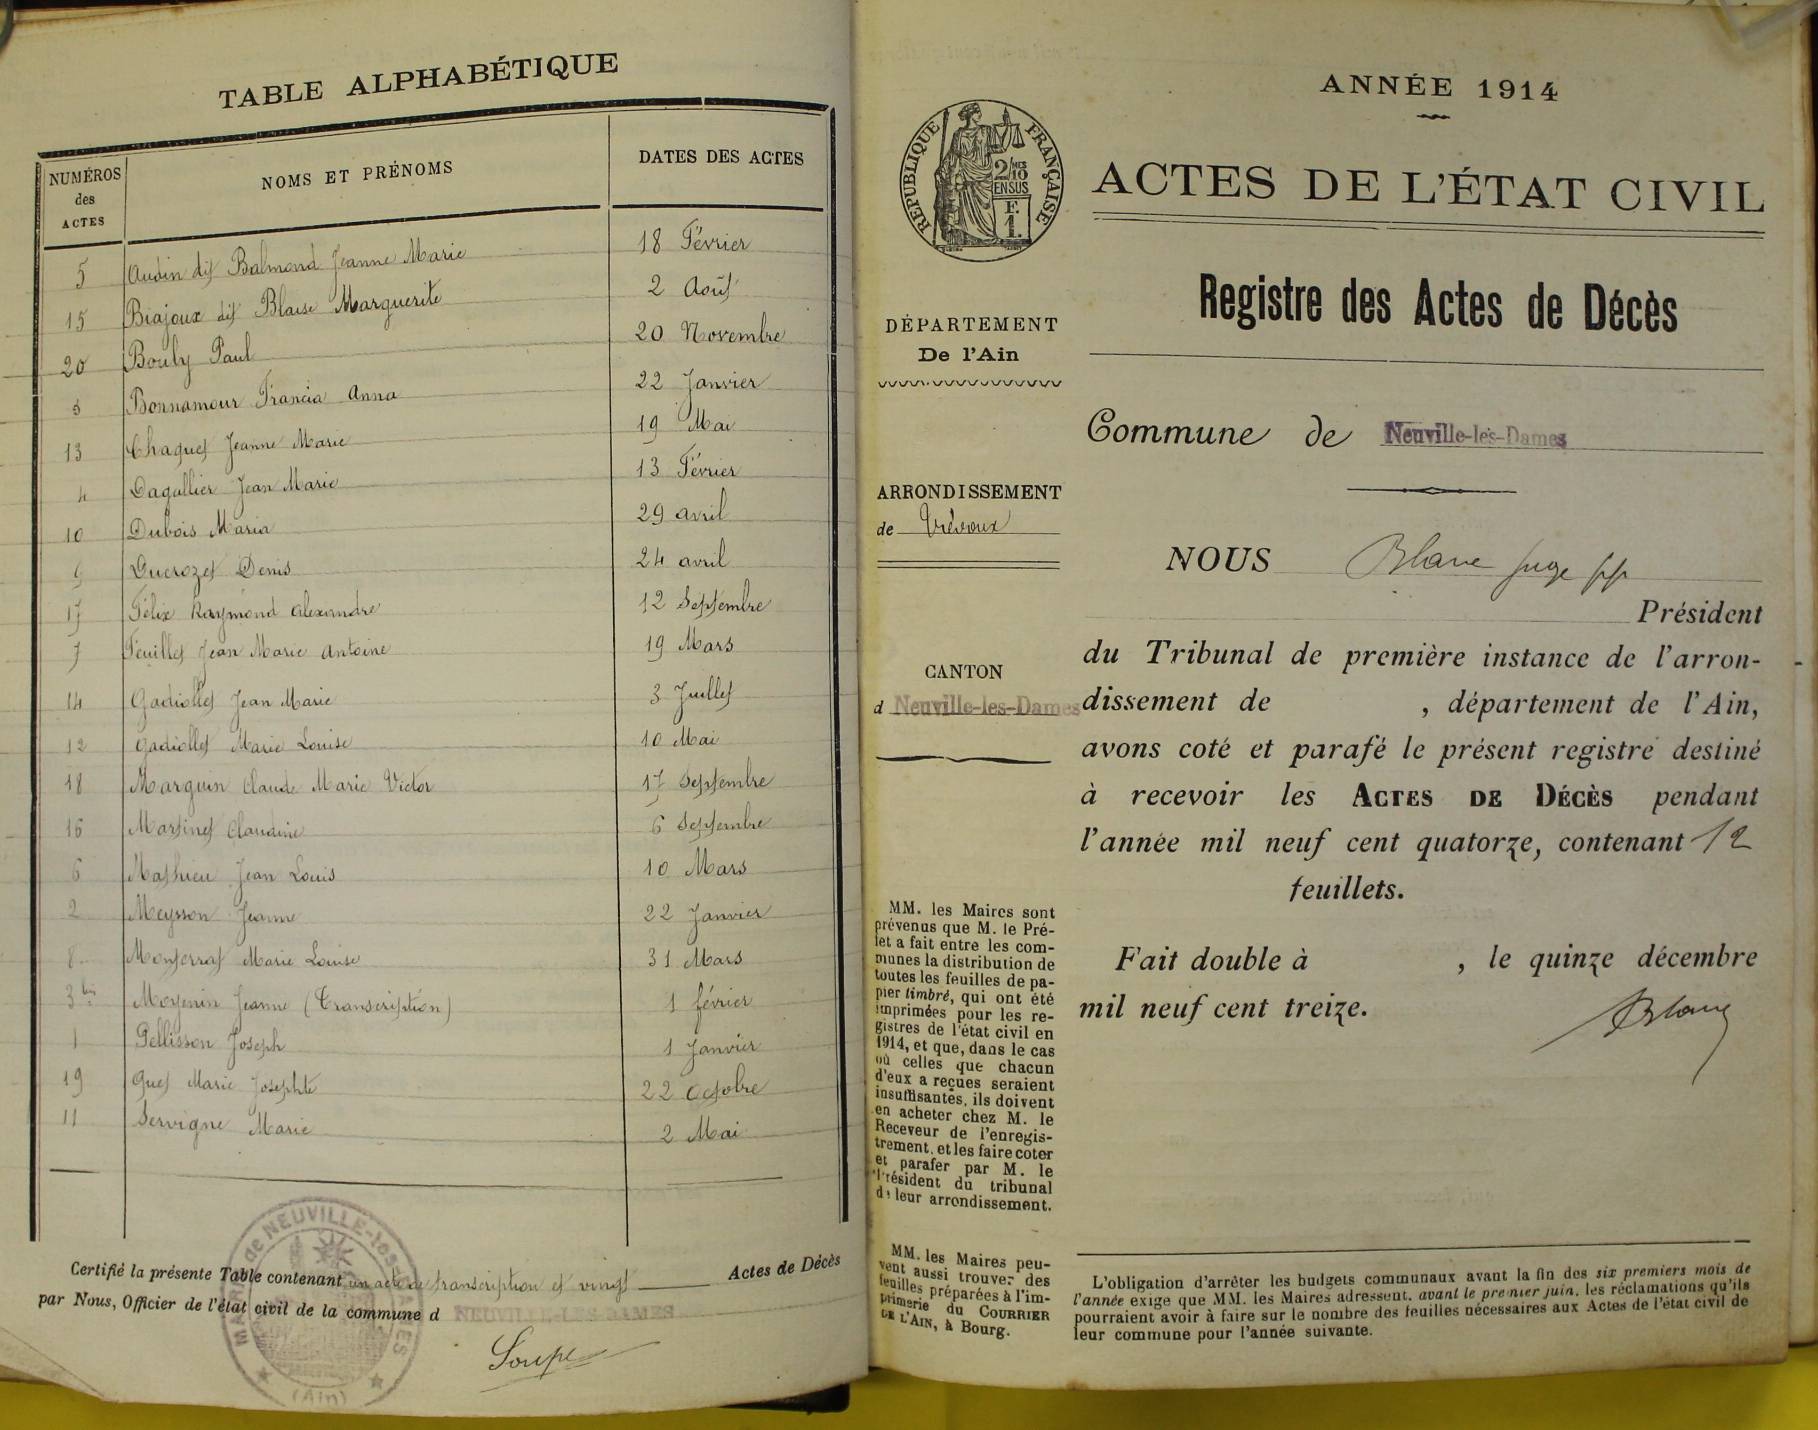 TABLE ALPHABÉTIQUE
NUMÉROS des ACTES
NOMS ET PRÉNOMS
DATES DES ACTES
5 Audin dit Balmond Jeanne Marie 18 Février
15 Biajoux dit Blaise Marguerite 2 Août
20 Bouly Paul 20 Novembre
3 Bonnamour Francia Anna 22 Janvier
13 Chaquet Jeanne Marie 19 Mai
4 Dagallier Jean Marie 13 Février
10 Dubois Maria 29 avril
9 Ducrozet Denis 24 avril
17 Félix Raymond Alexandre 12 Septembre
7 Feuillet Jean Marie Antoine 19 Mars
14 Gadiollet Jean Marie 3 Juillet
12 Gadiollet Marie Louise 10 Mai
18 Marguin Claude Marie Victor 17 Septembre
16 Martinet Claudine 6 Septembre
6 Mathieu Jean Louis 10 Mars
2 Meysson Jeanne 22 Janvier
8 Monterrat Marie Louise 31 Mars
3 bis Moyenin Jeanne (Transcription) 1 février
1 Pellisson Joseph 1 Janvier
19 Quet Marie Josephte 22 Octobre
11 Servigne Marie 2 Mai
Certifié la présente Table contenant un acte de transcription et vingt Actes de Décès
par Nous, Officier de l'état civil de la commune d NEUVILLE-LES-DAMES
MAIRIE de NEUVILLE-les-DAMES
(Ain)
Soupe
ANNÉE 1914
RÉPUBLIQUE FRANÇAISE
2/10 MES
EN SUS
F.
1.
ACTES DE L'ÉTAT CIVIL
Registre des Actes de Décès
DÉPARTEMENT
De l'Ain
Commune de Neuville-les-Dames
ARRONDISSEMENT
de Trévoux
CANTON
d Neuville-les-Dames
MM. les Maires sont
prévenus que M. le Pré-
fet a fait entre les com-
munes la distribution de
toutes les feuilles de pa-
pier timbré, qui ont été
imprimées pour les re-
gistres de l'état civil en
1914, et que, dans le cas
où celles que chacun
d'eux a reçues seraient
insuffisantes, ils doivent
en acheter chez M. le
Receveur de l'enregis-
trement, et les faire coter
et parafer par M. le
Président du tribunal
de leur arrondissement.
MM. les Maires peu-
vent aussi trouver des
feuilles préparées à l'im-
primerie du COURRIER
DE L'AIN, à Bourg.
NOUS Blanc juge pp
Président
du Tribunal de première instance de l'arron-
dissement de , département de l'Ain,
avons coté et parafé le présent registre destiné
à recevoir les ACTES DE DÉCÈS pendant
l'année mil neuf cent quatorze, contenant 12
feuillets.
Fait double à , le quinze décembre
mil neuf cent treize.
Blanc
L'obligation d'arrêter les budgets communaux avant la fin des six premiers mois de
l'année exige que MM. les Maires adressent, avant le premier juin, les réclamations qu'ils
pourraient avoir à faire sur le nombre des feuilles nécessaires aux Actes de l'état civil de
leur commune pour l'année suivante.